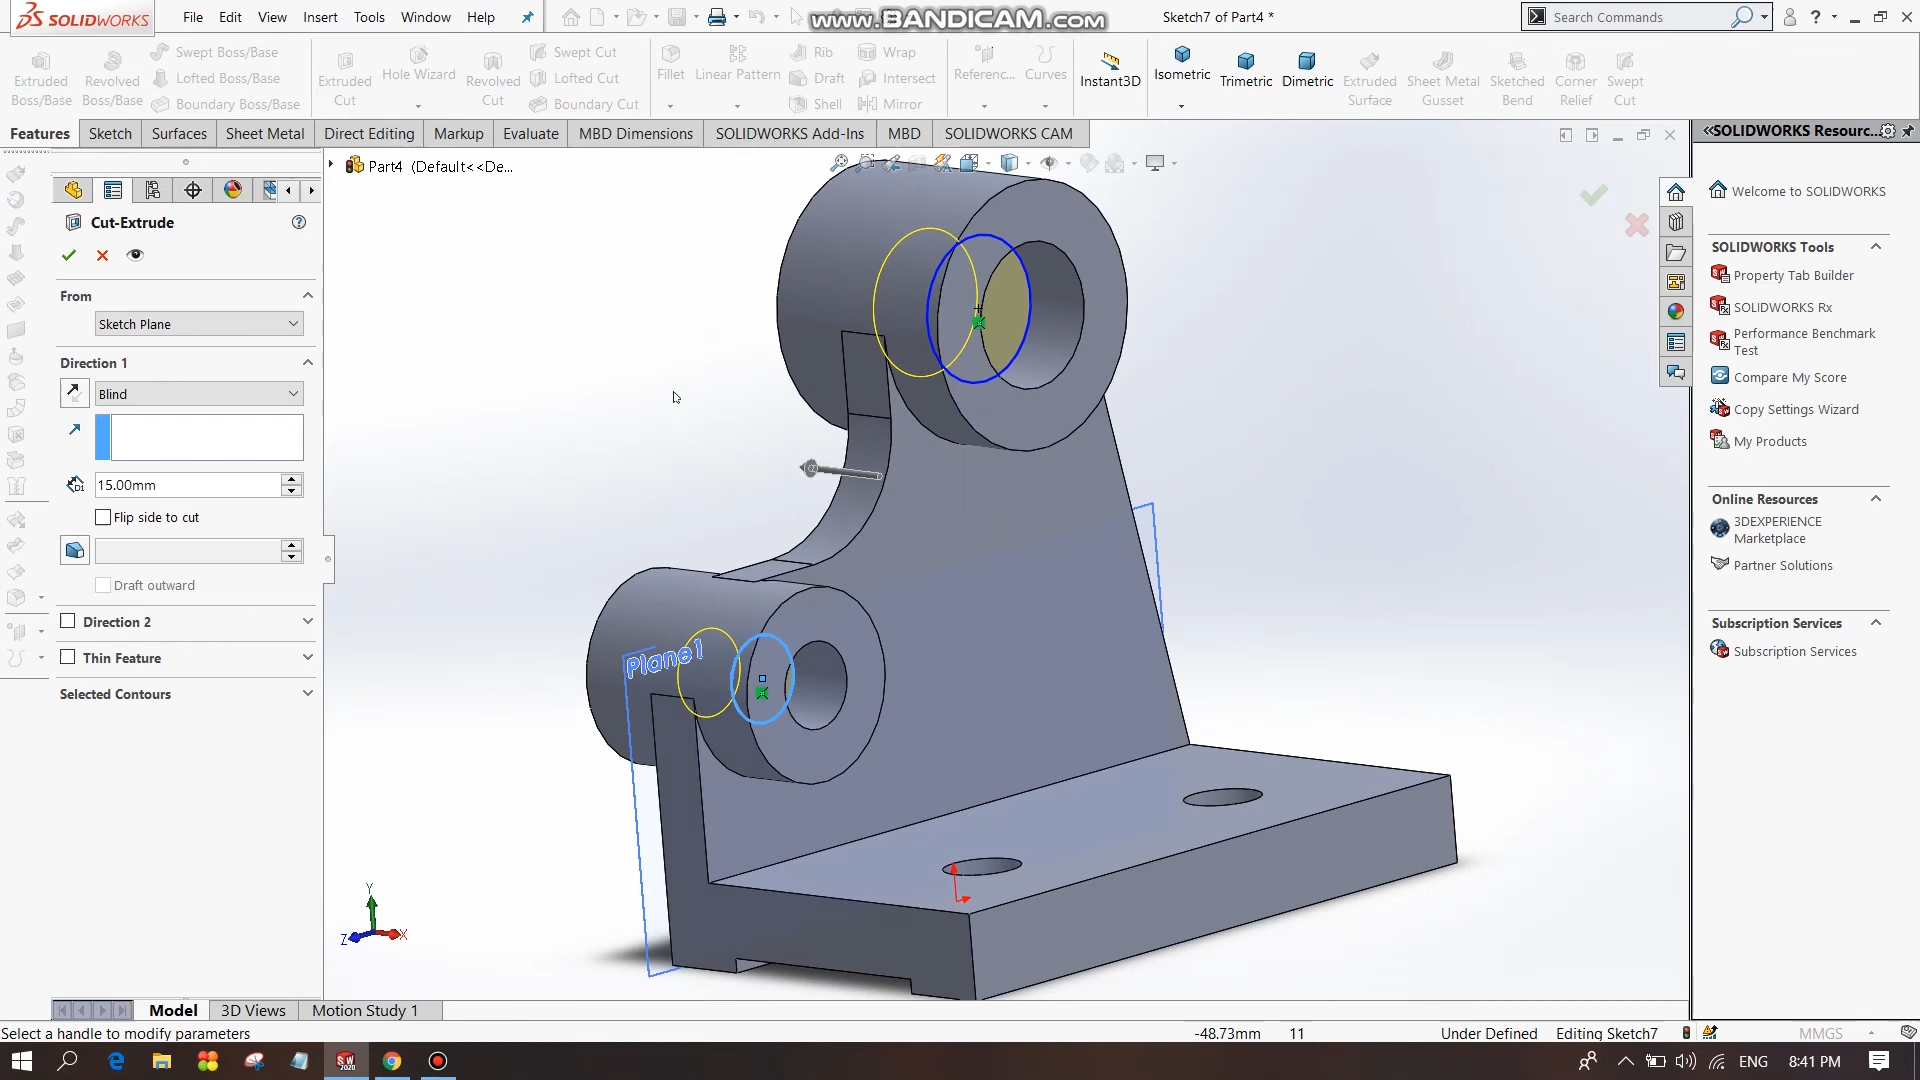 SOLIDWORKS
File Edit View Insert Tools Window Help
www.BANDICAM.com
Sketch7 of Part4 *
Search Commands
Extruded Boss/Base
Revolved Boss/Base
Swept Boss/Base
Lofted Boss/Base
Boundary Boss/Base
Extruded Cut
Hole Wizard
Revolved Cut
Swept Cut
Lofted Cut
Boundary Cut
Fillet
Linear Pattern
Rib
Draft
Shell
Wrap
Intersect
Mirror
Referenc...
Curves
Instant3D
Isometric
Trimetric
Dimetric
Extruded Surface
Sheet Metal Gusset
Sketched Bend
Corner Relief
Swept Cut
Features Sketch Surfaces Sheet Metal Direct Editing Markup Evaluate MBD Dimensions SOLIDWORKS Add-Ins MBD SOLIDWORKS CAM
Part4 (Default<<De...
Cut-Extrude
From
Sketch Plane
Direction 1
Blind
15.00mm
Flip side to cut
Draft outward
Direction 2
Thin Feature
Selected Contours
Plane1
Y
Z
X
SOLIDWORKS Resourc...
Welcome to SOLIDWORKS
SOLIDWORKS Tools
Property Tab Builder
SOLIDWORKS Rx
Performance Benchmark
Test
Compare My Score
Copy Settings Wizard
My Products
Online Resources
3DEXPERIENCE
Marketplace
Partner Solutions
Subscription Services
Subscription Services
Model 3D Views Motion Study 1
Select a handle to modify parameters
-48.73mm 11 Under Defined Editing Sketch7 MMGS
ENG 8:41 PM